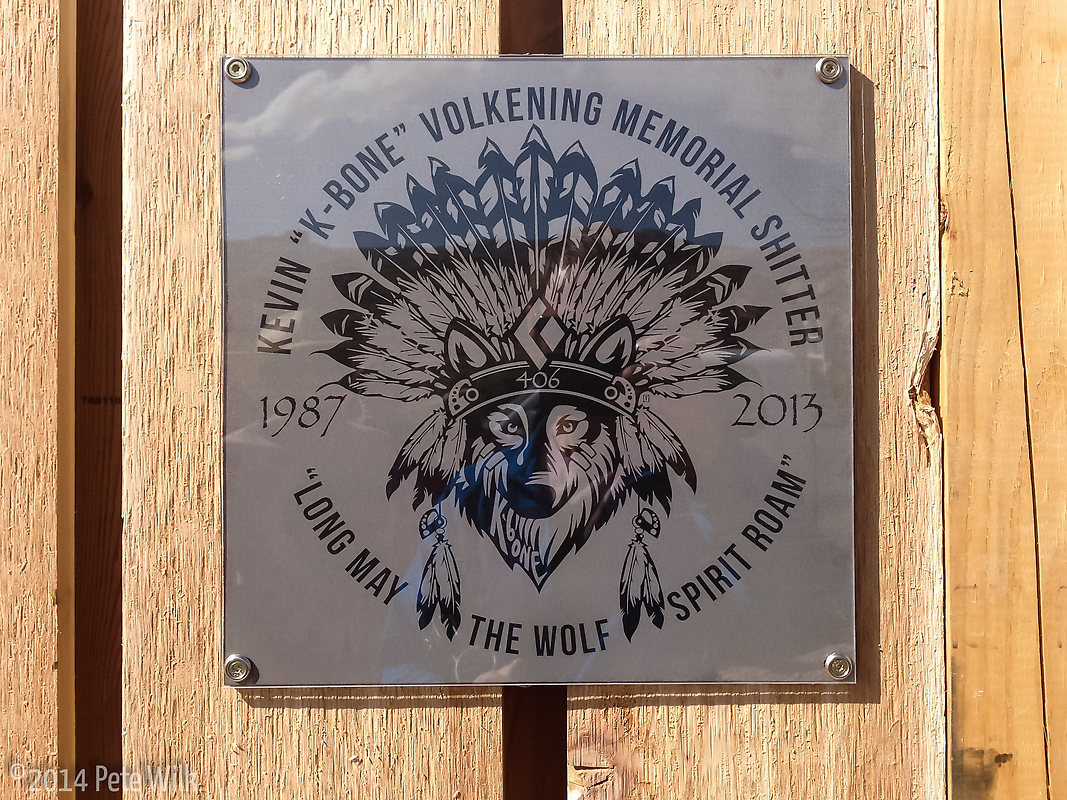 KEVIN “K-BONE” VOLKENING MEMORIAL SHITTER
406
1987
2013
K-BONE
“LONG MAY THE WOLF SPIRIT ROAM”
©2014 Pete Wilk